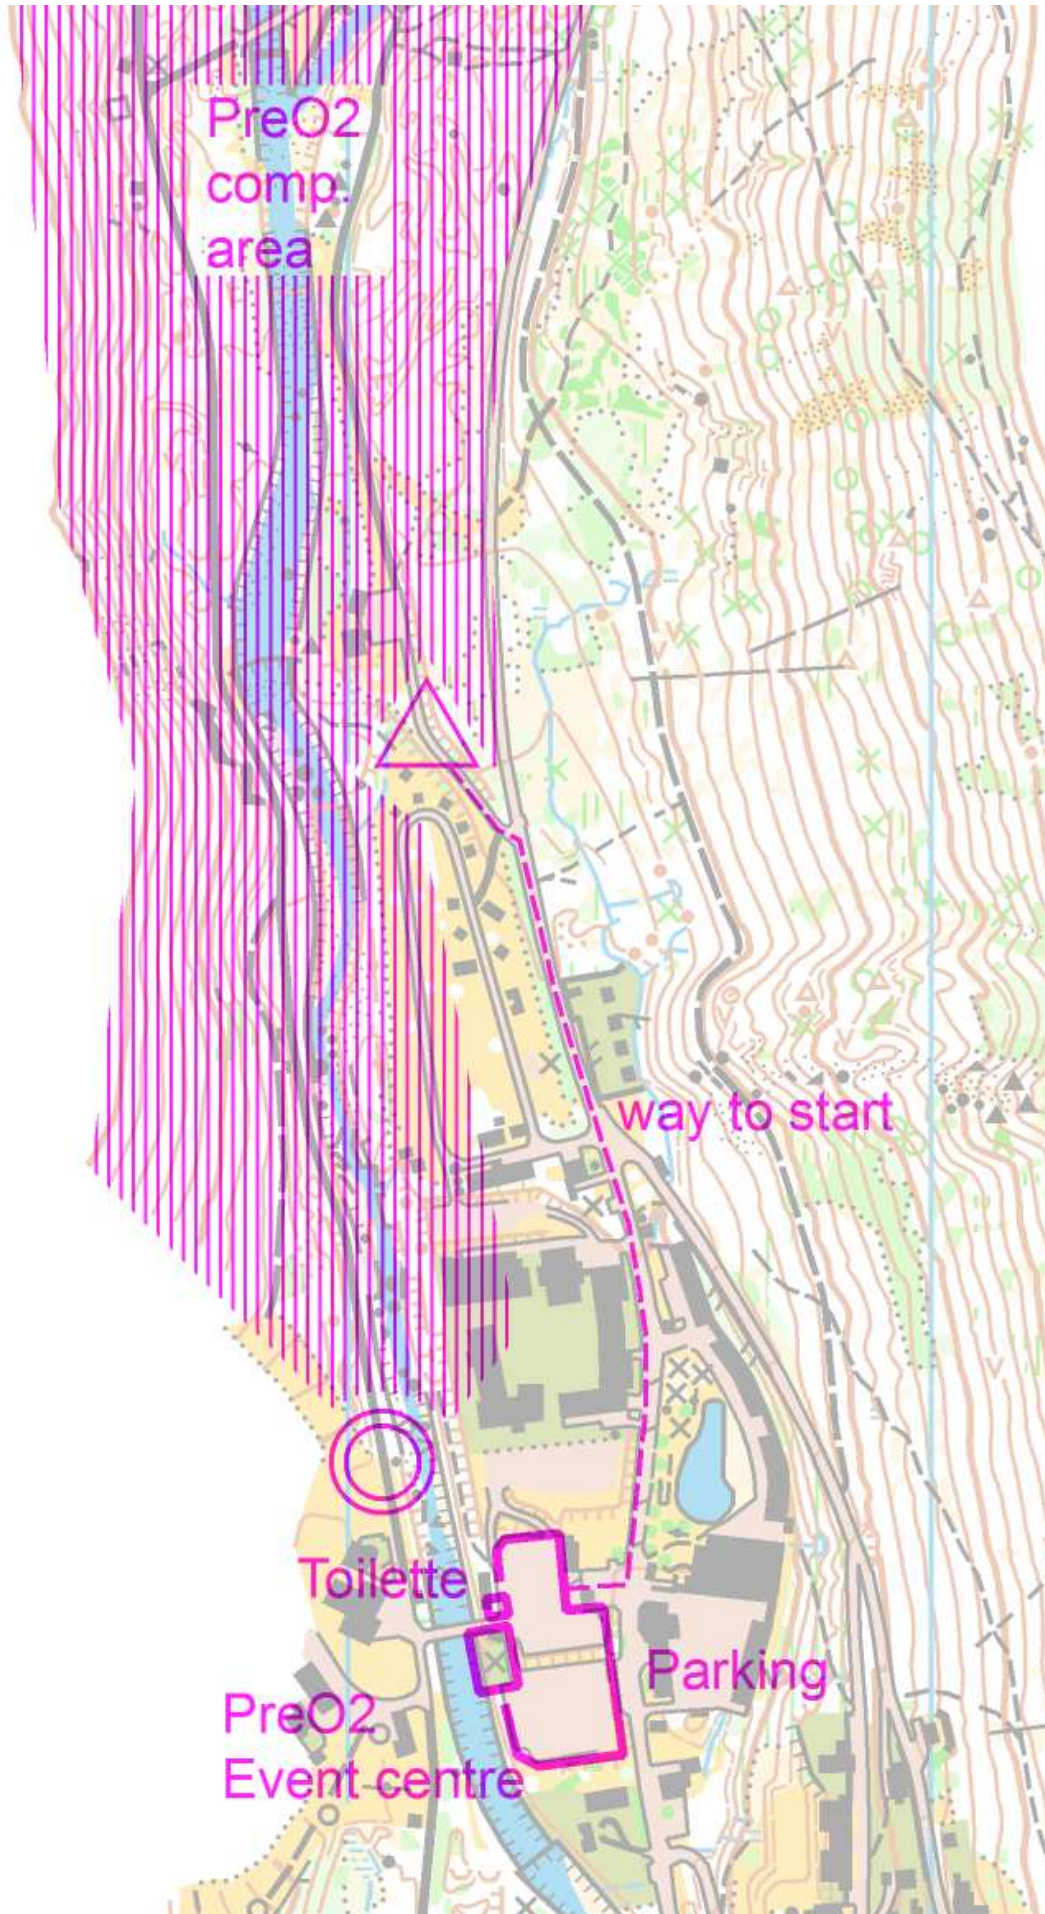 PreO2
comp.
area
way to start
Toilette
Parking
PreO2
Event centre